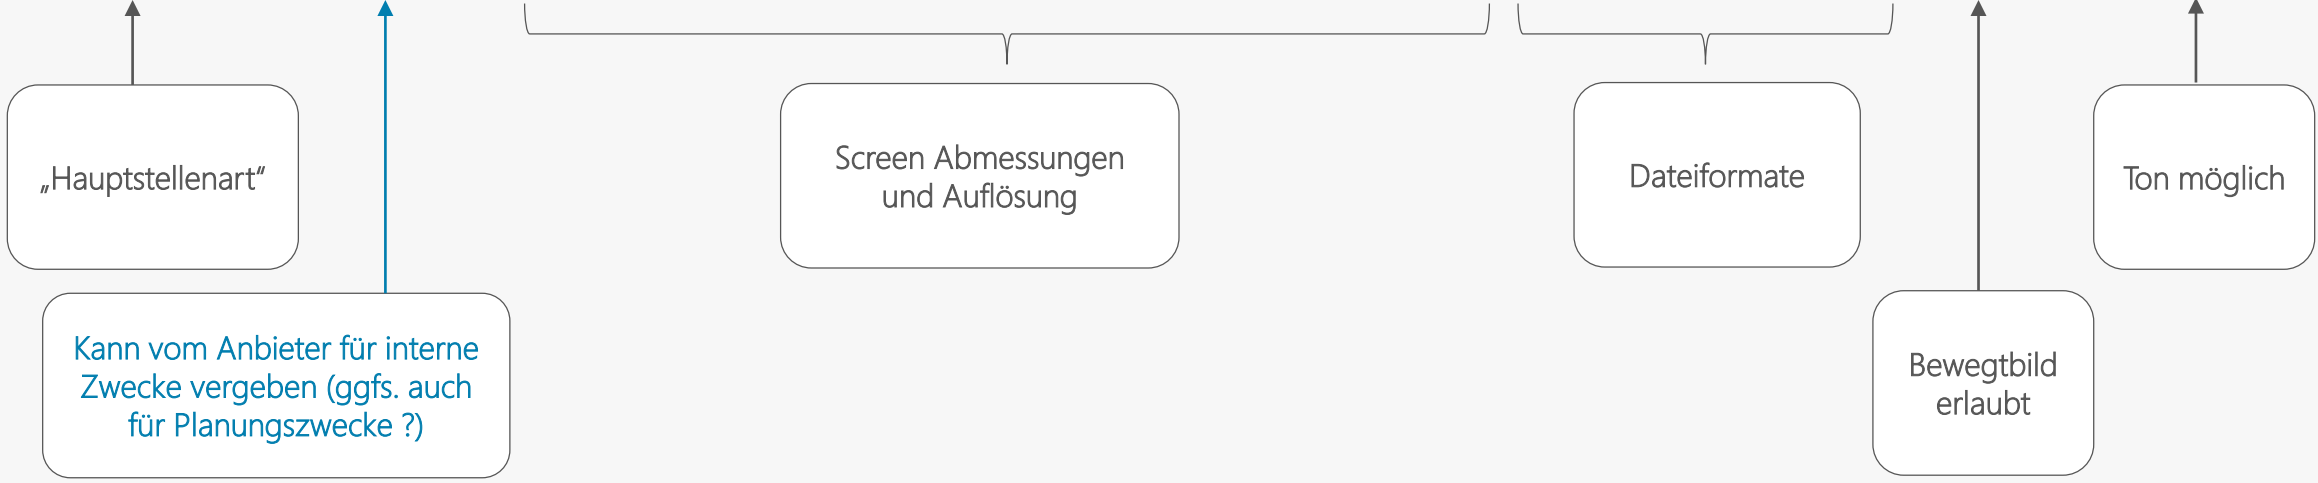 „Hauptstellenart“
Screen Abmessungen
und Auflösung
Dateiformate
Ton möglich
Kann vom Anbieter für interne
Zwecke vergeben (ggfs. auch
für Planungszwecke ?)
Bewegtbild
erlaubt